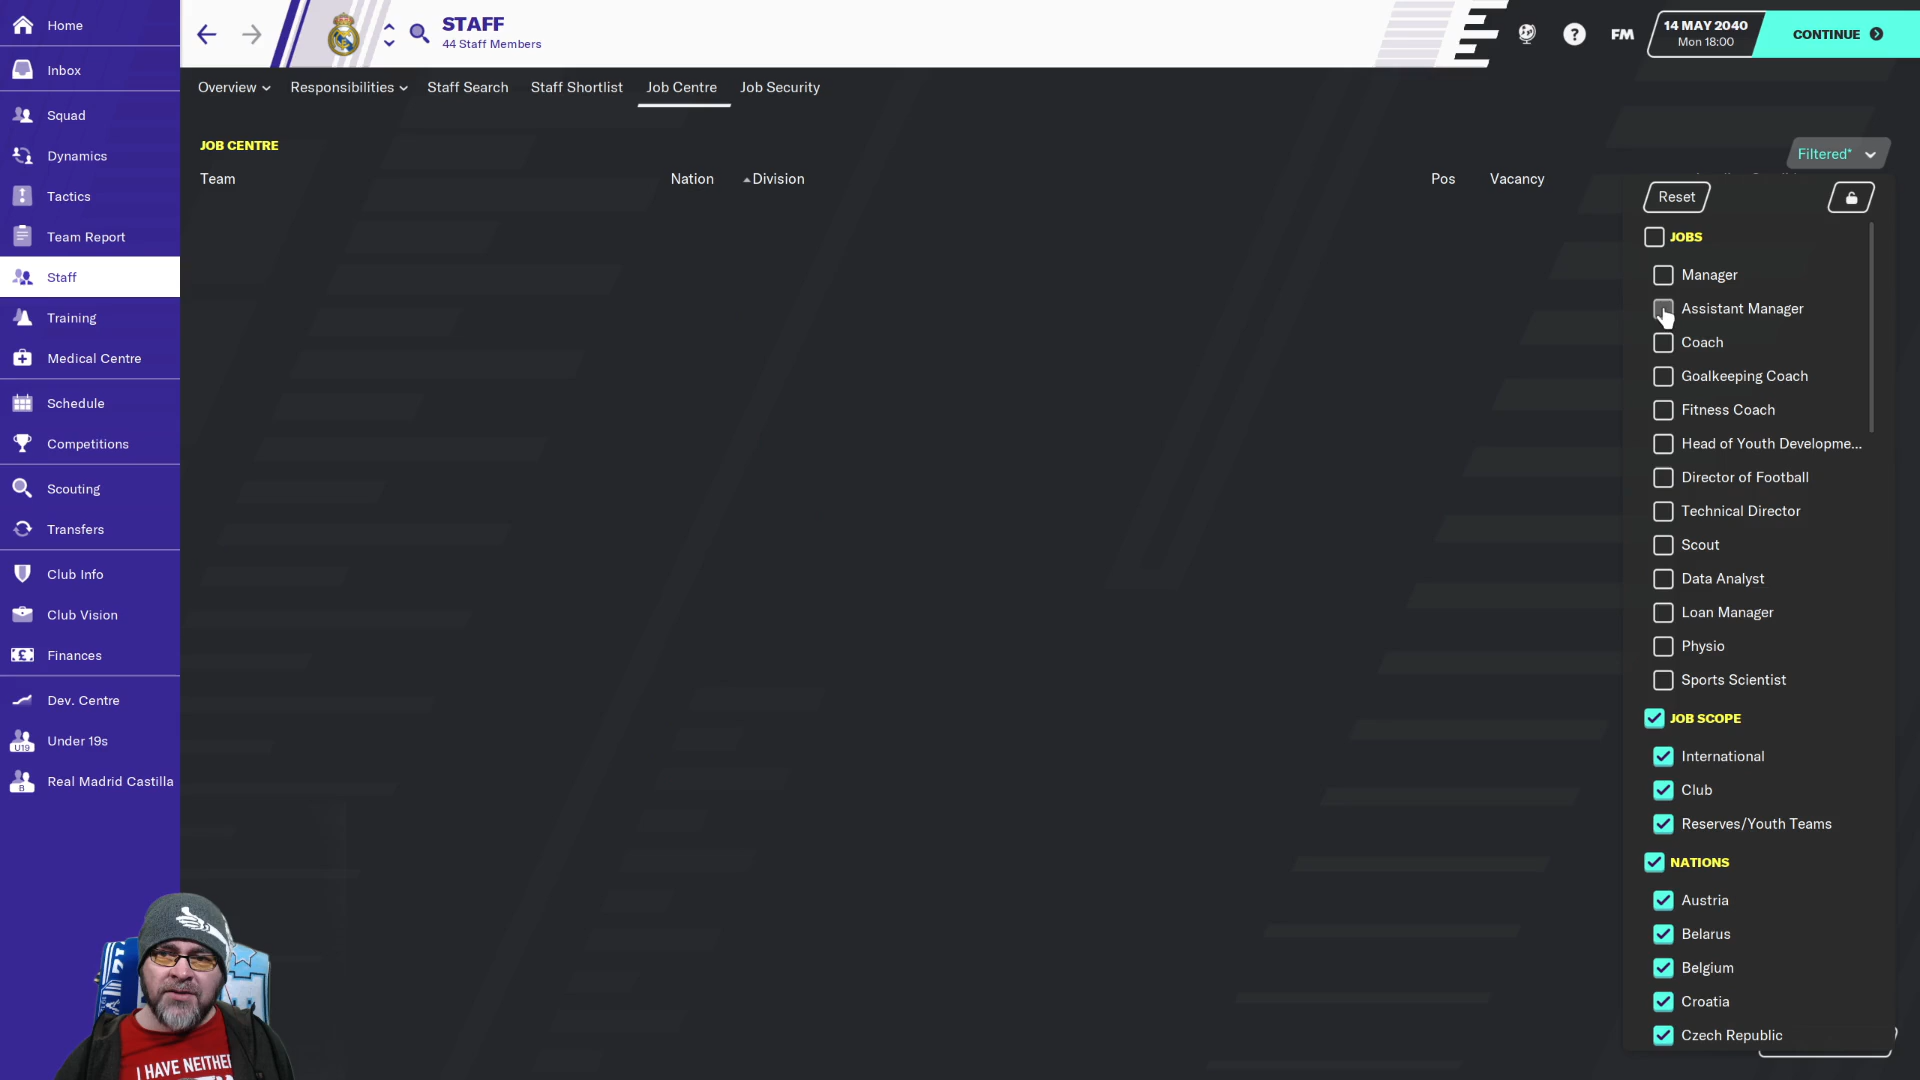 Home
Inbox
Squad
Dynamics
Tactics
Team Report
Staff
Training
Medical Centre
Schedule
Competitions
Scouting
Transfers
Club Info
Club Vision
Finances
Dev. Centre
U19
Under 19s
B
Real Madrid Castilla
STAFF
44 Staff Members
?
FM
14 MAY 2040
Mon 18:00
CONTINUE
Overview
Responsibilities
Staff Search
Staff Shortlist
Job Centre
Job Security
JOB CENTRE
Filtered*
Team
Nation
Division
Pos
Vacancy
Reset
JOBS
Manager
Assistant Manager
Coach
Goalkeeping Coach
Fitness Coach
Head of Youth Developme...
Director of Football
Technical Director
Scout
Data Analyst
Loan Manager
Physio
Sports Scientist
JOB SCOPE
International
Club
Reserves/Youth Teams
NATIONS
Austria
Belarus
Belgium
Croatia
Czech Republic
I HAVE NEITHER